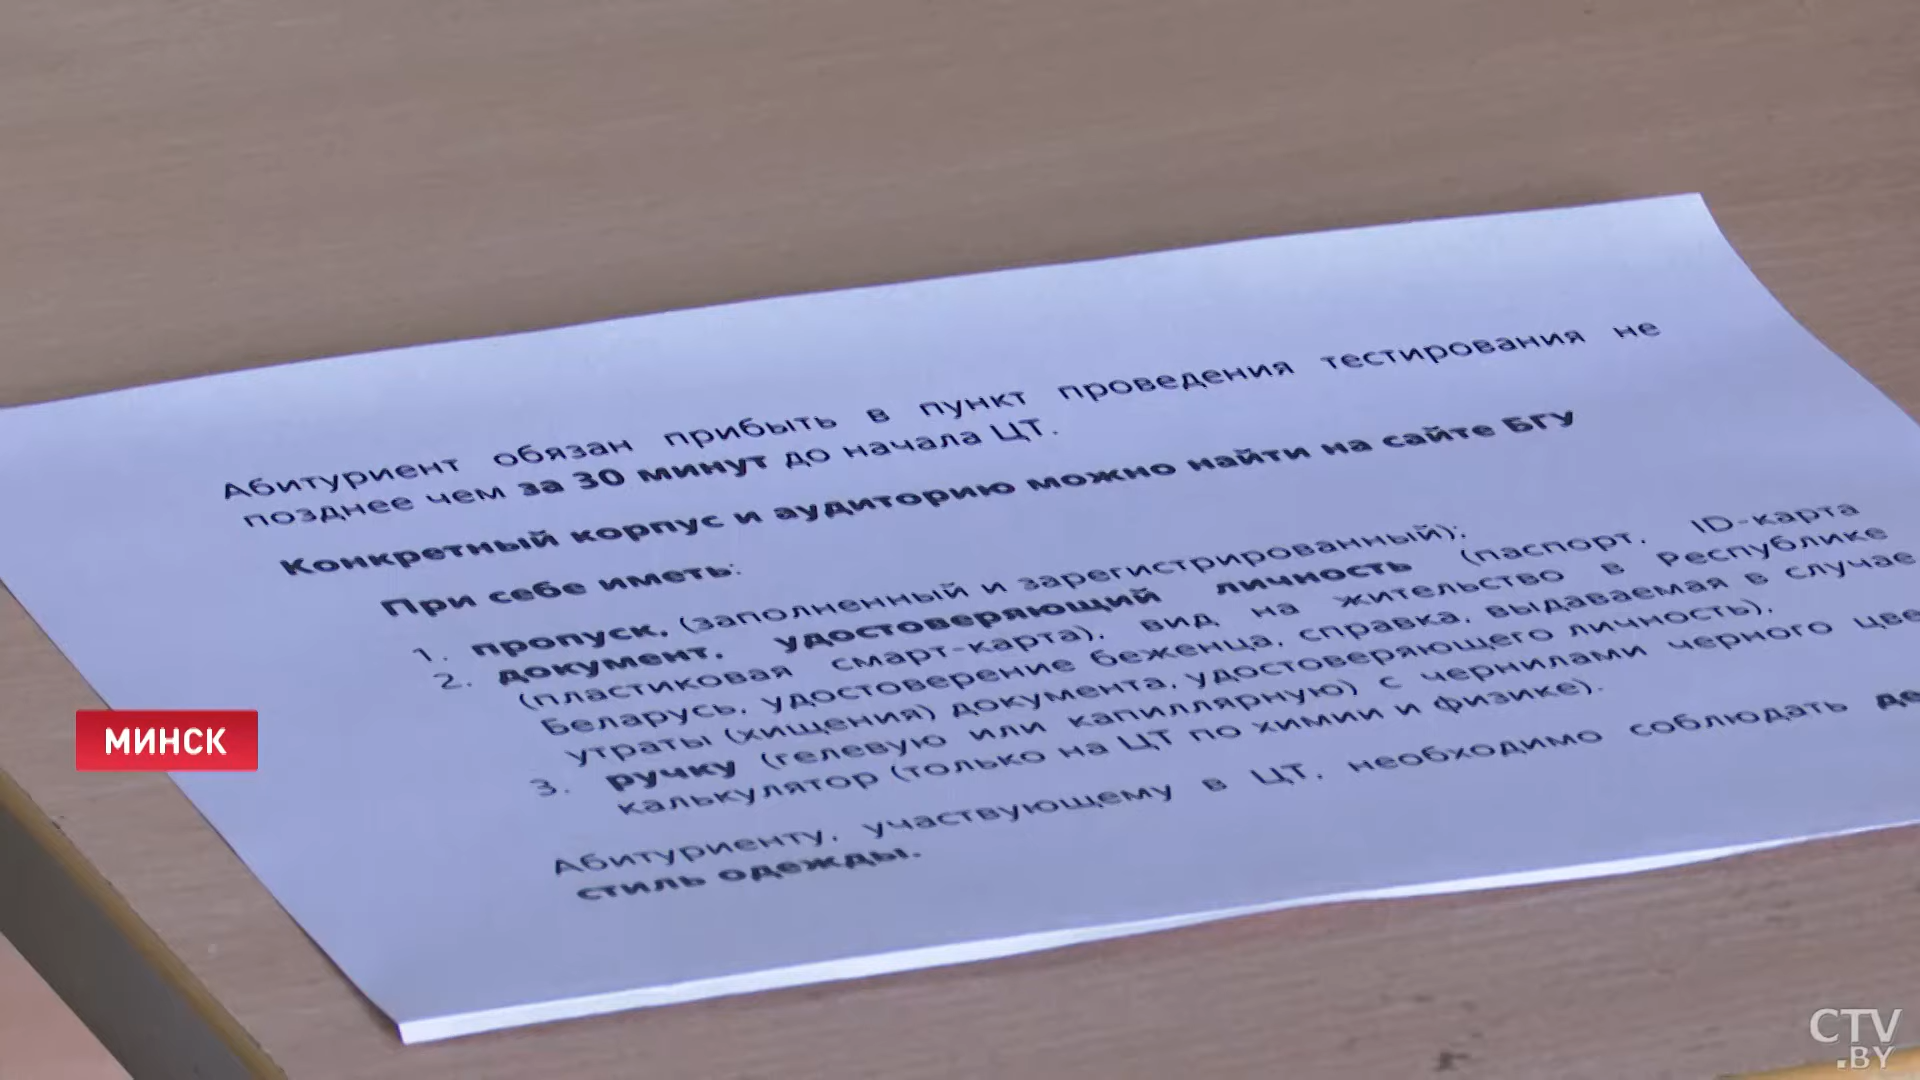 Абитуриент обязан прибыть в пункт проведения тестирования не
позднее чем за 30 минут до начала ЦТ.
Конкретный корпус и аудиторию можно найти на сайте БГУ
При себе иметь:
1. пропуск, (заполненный и зарегистрированный);
2. документ, удостоверяющий личность (паспорт, ID-карта
(пластиковая смарт-карта), вид на жительство в Республике
Беларусь, удостоверение беженца, справка, выдаваемая в случае
утраты (хищения) документа, удостоверяющего личность),
3. ручку (гелевую или капиллярную) с чернилами черного
калькулятор (только на ЦТ по химии и физике).
Абитуриенту, участвующему в ЦТ, необходимо соблюдать
стиль одежды.
МИНСК
CTV
.BY